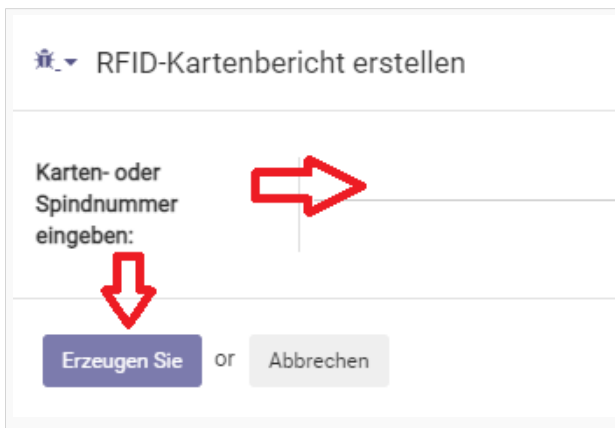 RFID-Kartenbericht erstellen
Karten- oder
Spindnummer
eingeben:
Erzeugen Sie or Abbrechen